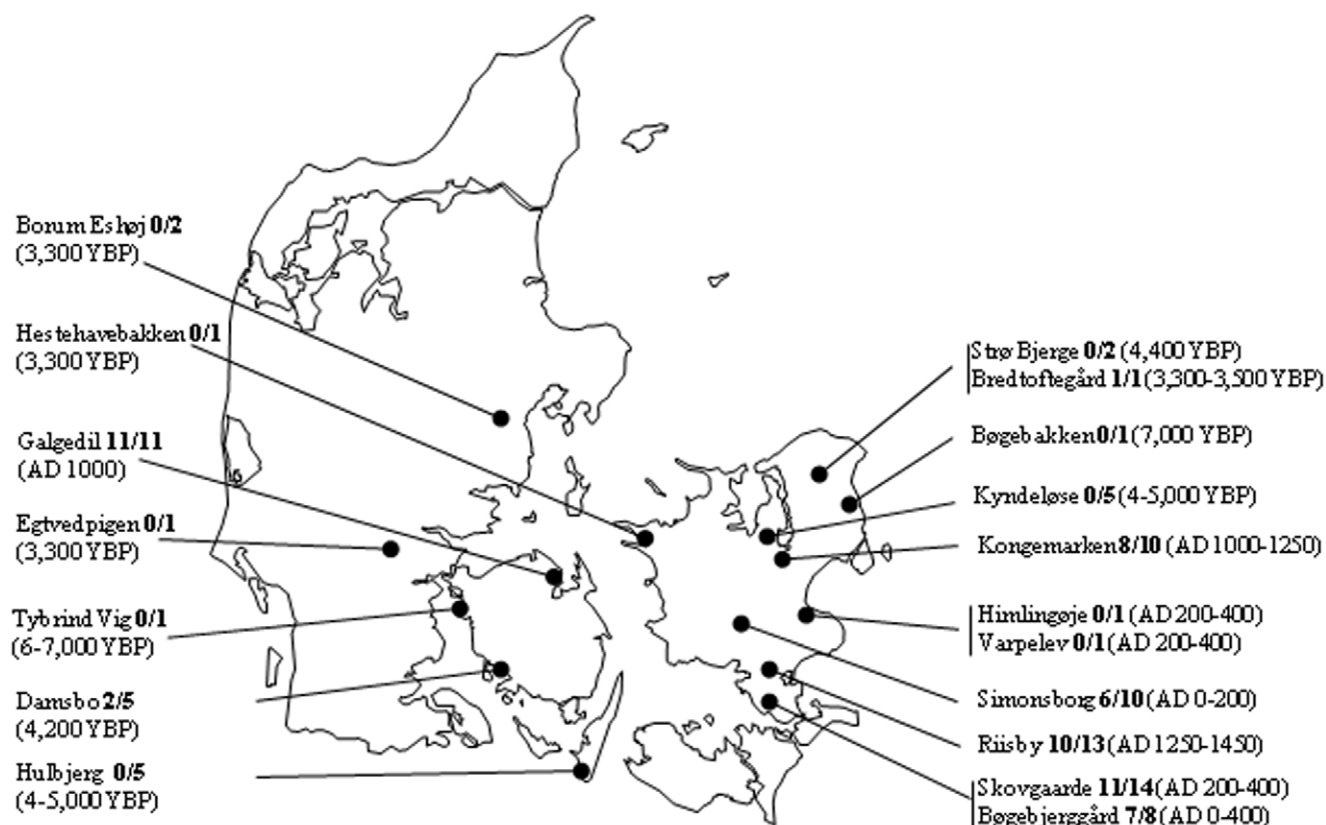 Borum Eshøj 0/2
(3,300 YBP)
Hestehavebakken 0/1
(3,300 YBP)
Galgedil 11/11
(AD 1000)
Egtvedpigen 0/1
(3,300 YBP)
Tybrind Vig 0/1
(6-7,000 YBP)
Damsbo 2/5
(4,200 YBP)
Hulbjerg 0/5
(4-5,000 YBP)
Strø Bjerge 0/2 (4,400 YBP)
Bredtoftegård 1/1 (3,300-3,500 YBP)
Bøgebakken 0/1 (7,000 YBP)
Kyndeløse 0/5 (4-5,000 YBP)
Kongemarken 8/10 (AD 1000-1250)
Himlingøje 0/1 (AD 200-400)
Varpelev 0/1 (AD 200-400)
Simonsborg 6/10 (AD 0-200)
Riisby 10/13 (AD 1250-1450)
Skovgaarde 11/14 (AD 200-400)
Bøgebjerggård 7/8 (AD 0-400)